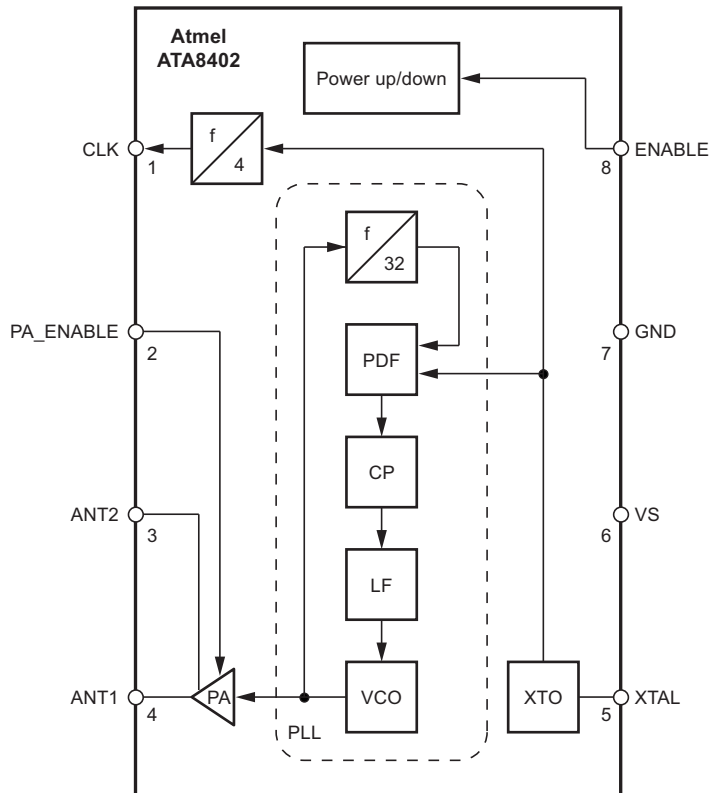 Atmel
ATA8402
Power up/down
CLK
1
f
4
ENABLE
8
f
32
PA_ENABLE
2
PDF
GND
7
CP
ANT2
3
VS
6
LF
ANT1
4
PA
VCO
PLL
XTO
XTAL
5